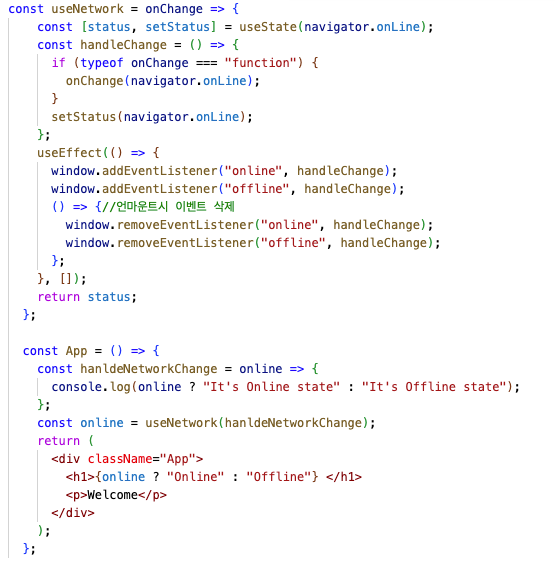 const useNetwork = onChange => {
    const [status, setStatus] = useState(navigator.onLine);
    const handleChange = () => {
      if (typeof onChange === "function") {
        onChange(navigator.onLine);
      }
      setStatus(navigator.onLine);
    };
    useEffect(() => {
      window.addEventListener("online", handleChange);
      window.addEventListener("offline", handleChange);
      () => {//언마운트시 이벤트 삭제
        window.removeEventListener("online", handleChange);
        window.removeEventListener("offline", handleChange);
      };
    }, []);
    return status;
  };

  const App = () => {
    const hanldeNetworkChange = online => {
      console.log(online ? "It's Online state" : "It's Offline state");
    };
    const online = useNetwork(hanldeNetworkChange);
    return (
      <div className="App">
        <h1>{online ? "Online" : "Offline"} </h1>
        <p>Welcome</p>
      </div>
    );
  };